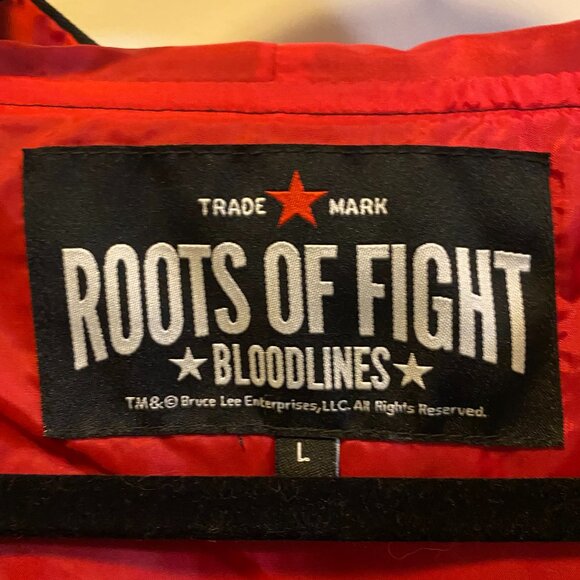 TRADE MARK
ROOTS OF FIGHT
BLOODLINES
TM&© Bruce Lee Enterprises, LLC. All Rights Reserved.
L